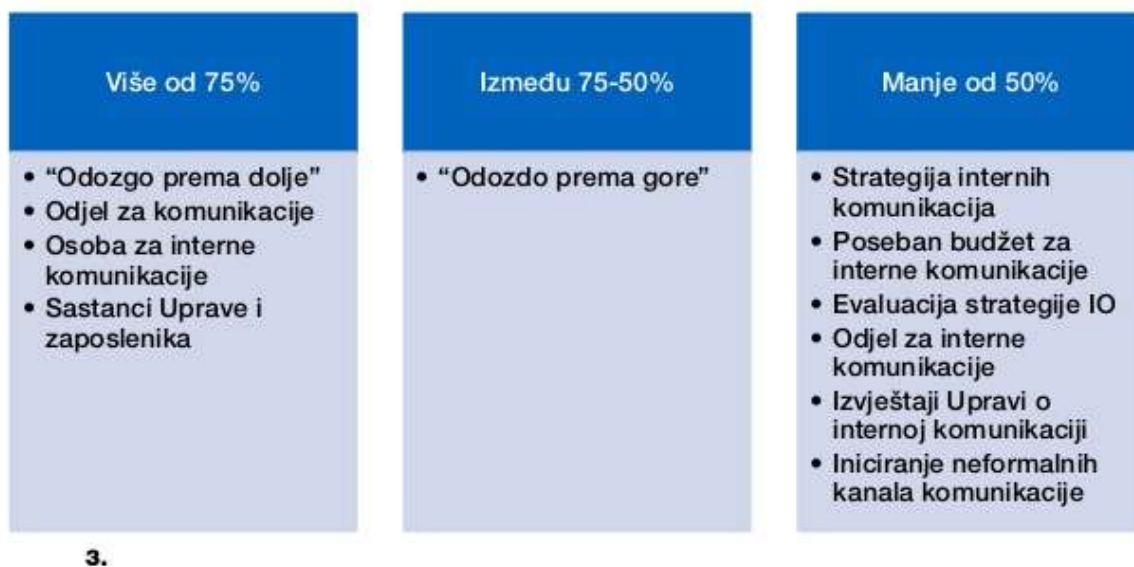 Više od 75%
• “Odozgo prema dolje”
• Odjel za komunikacije
• Osoba za interne
komunikacije
• Sastanci Uprave i
zaposlenika
Između 75-50%
• “Odozdo prema gore”
Manje od 50%
• Strategija internih
komunikacija
• Poseban budžet za
interne komunikacije
• Evaluacija strategije IO
• Odjel za interne
komunikacije
• Izvještaji Upravi o
internoj komunikaciji
• Iniciranje neformalnih
kanala komunikacije
3.